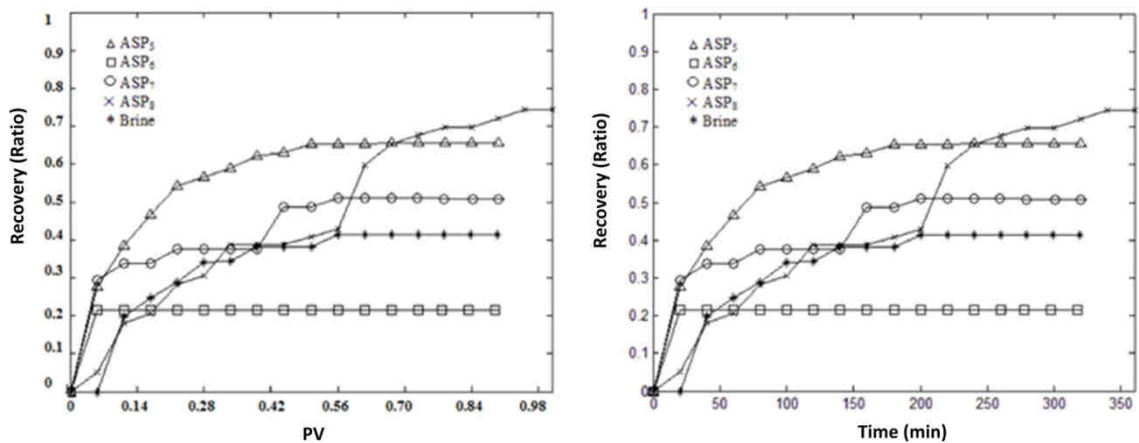 1
0.9
0.8
0.7
0.6
0.5
0.4
0.3
0.2
0.1
0
Recovery (Ratio)
ASP5
ASP6
ASP7
ASP8
Brine
0 0.14 0.28 0.42 0.56 0.70 0.84 0.98
PV
1
0.9
0.8
0.7
0.6
0.5
0.4
0.3
0.2
0.1
0
Recovery (Ratio)
ASP5
ASP6
ASP7
ASP8
Brine
0 50 100 150 200 250 300 350
Time (min)